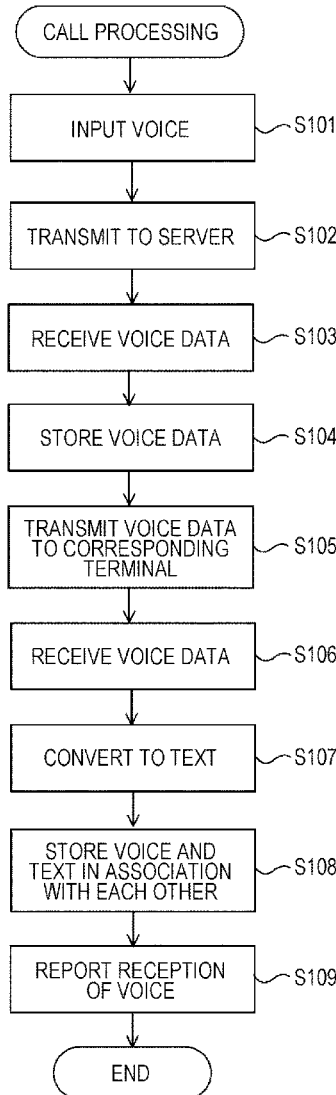 CALL PROCESSING
INPUT VOICE
S101
TRANSMIT TO SERVER
S102
RECEIVE VOICE DATA
S103
STORE VOICE DATA
S104
TRANSMIT VOICE DATA
TO CORRESPONDING
TERMINAL
S105
RECEIVE VOICE DATA
S106
CONVERT TO TEXT
S107
STORE VOICE AND
TEXT IN ASSOCIATION
WITH EACH OTHER
S108
REPORT RECEPTION
OF VOICE
S109
END